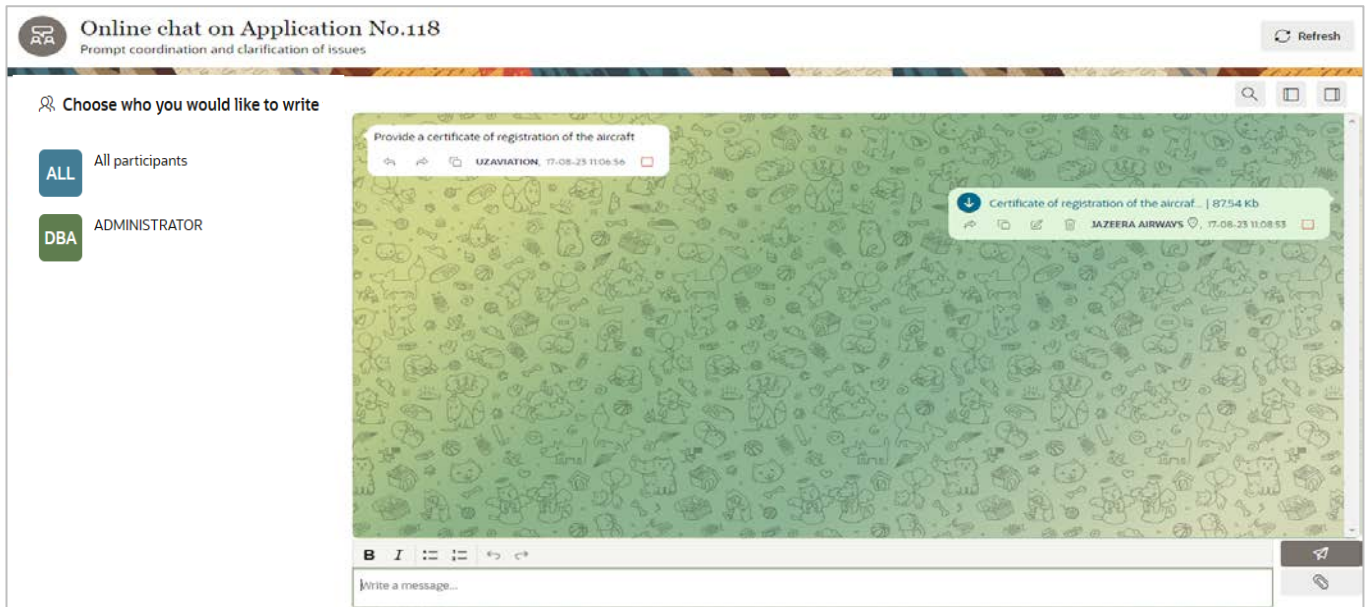 Online chat on Application No.118
Prompt coordination and clarification of issues
Refresh
Choose who you would like to write
ALL
All participants
DBA
ADMINISTRATOR
Provide a certificate of registration of the aircraft
UZAVIATION, 17-08-23 11:06:56
Certificate of registration of the aircraf... | 87.54 Kb
JAZEERA AIRWAYS , 17-08-23 11:08:53
B I
Write a message...